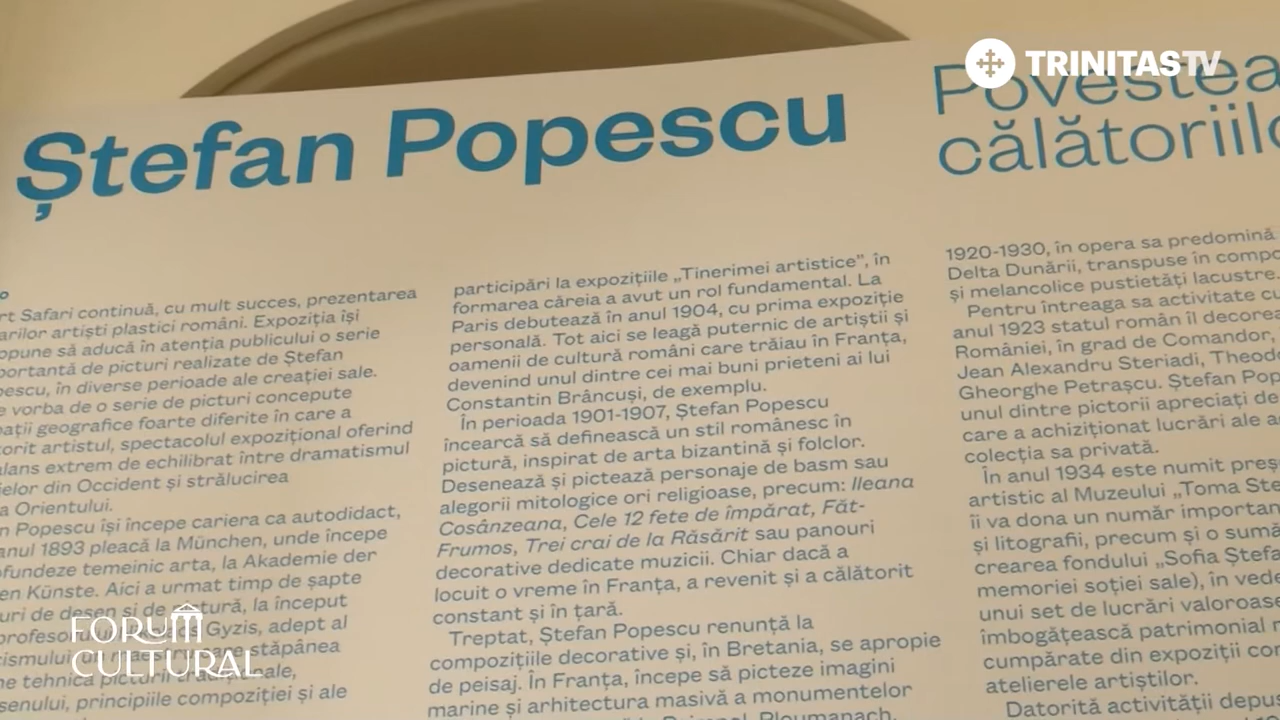 TRINITAS TV
Ștefan Popescu
Povestea
călătoriilo
rt Safari continuă, cu mult succes, prezentarea
arilor artiști plastici români. Expoziția își
opune să aducă în atenția publicului o serie
portantă de picturi realizate de Ștefan
pescu, în diverse perioade ale creației sale.
e vorba de o serie de picturi concepute
ații geografice foarte diferite în care a
orit artistul, spectacolul expozițional oferind
alans extrem de echilibrat între dramatismul
ielor din Occident și strălucirea
a Orientului.
n Popescu își începe cariera ca autodidact,
anul 1893 pleacă la München, unde începe
ofundeze temeinic arta, la Akademie der
en Künste. Aici a urmat timp de șapte
uri de desen și de pictură, la început
Gyzis, adept al
stăpânea
ne tehnica
senului, principiile compoziției și ale
participări la expozițiile „Tinerimei artistice”, în
formarea căreia a avut un rol fundamental. La
Paris debutează în anul 1904, cu prima expoziție
personală. Tot aici se leagă puternic de artiștii și
oamenii de cultură români care trăiau în Franța,
devenind unul dintre cei mai buni prieteni ai lui
Constantin Brâncuși, de exemplu.
În perioada 1901-1907, Ștefan Popescu
încearcă să definească un stil românesc în
pictură, inspirat de arta bizantină și folclor.
Desenează și pictează personaje de basm sau
alegorii mitologice ori religioase, precum: Ileana
Cosânzeana, Cele 12 fete de împărat, Făt-
Frumos, Trei crai de la Răsărit sau panouri
decorative dedicate muzicii. Chiar dacă a
locuit o vreme în Franța, a revenit și a călătorit
constant și în țară.
Treptat, Ștefan Popescu renunță la
compozițiile decorative și, în Bretania, se apropie
de peisaj. În Franța, începe să picteze imagini
marine și arhitectura masivă a monumentelor
Ploumanach,
1920-1930, în opera sa predomină
Delta Dunării, transpuse în compo
și melancolice pustietăți lacustre.
Pentru întreaga sa activitate cu
anul 1923 statul român îl decorea
României, în grad de Comandor,
Jean Alexandru Steriadi, Theodo
Gheorghe Petrașcu. Ștefan Pop
unul dintre pictorii apreciați de
care a achiziționat lucrări ale a
colecția sa privată.
În anul 1934 este numit preș
artistic al Muzeului „Toma Ste
îi va dona un număr importan
și litografii, precum și o sumă
crearea fondului „Sofia Ștefa
memoriei soției sale), în vede
unui set de lucrări valoroase
îmbogățească patrimoniul m
cumpărate din expoziții cor
atelierele artiștilor.
Datorită activității depus
FORUM
CULTURAL